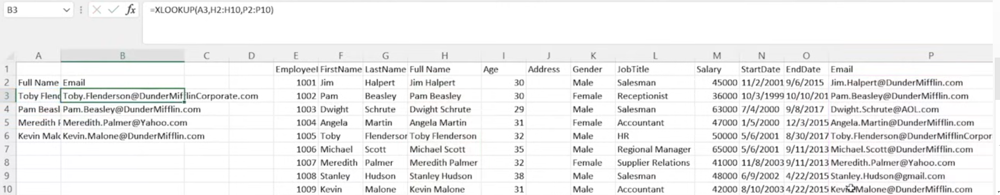 B3 fx =XLOOKUP(A3,H2:H10,P2:P10)
A B C D E F G H I J K L M N O P
1 EmployeeI FirstName LastName Full Name Age Address Gender JobTitle Salary StartDate EndDate Email
2 Full Name Email 1001 Jim Halpert Jim Halpert 30 Male Salesman 45000 11/2/2001 9/6/2015 Jim.Halpert@DunderMifflin.com
3 Toby Flend Toby.Flenderson@DunderMifflinCorporate.com 1002 Pam Beasley Pam Beasley 30 Female Receptionist 36000 10/3/1999 10/10/201 Pam.Beasley@DunderMifflin.com
4 Pam Beasl Pam.Beasley@DunderMifflin.com 1003 Dwight Schrute Dwight Schrute 29 Male Salesman 63000 7/4/2000 9/8/2017 Dwight.Schrute@AOL.com
5 Meredith P Meredith.Palmer@Yahoo.com 1004 Angela Martin Angela Martin 31 Female Accountant 47000 1/5/2000 12/3/2015 Angela.Martin@DunderMifflin.com
6 Kevin Malo Kevin.Malone@DunderMifflin.com 1005 Toby Flenderson Toby Flenderson 32 Male HR 50000 5/6/2001 8/30/2017 Toby.Flenderson@DunderMifflinCorpor
7 1006 Michael Scott Michael Scott 35 Male Regional Manager 65000 5/6/2001 9/11/2013 Michael.Scott@DunderMifflin.com
8 1007 Meredith Palmer Meredith Palmer 32 Female Supplier Relations 41000 11/8/2003 9/11/2013 Meredith.Palmer@Yahoo.com
9 1008 Stanley Hudson Stanley Hudson 38 Male Salesman 48000 6/9/2002 4/22/2015 Stanley.Hudson@gmail.com
10 1009 Kevin Malone Kevin Malone 31 Male Accountant 42000 8/10/2003 4/22/2015 Kevin.Malone@DunderMifflin.com